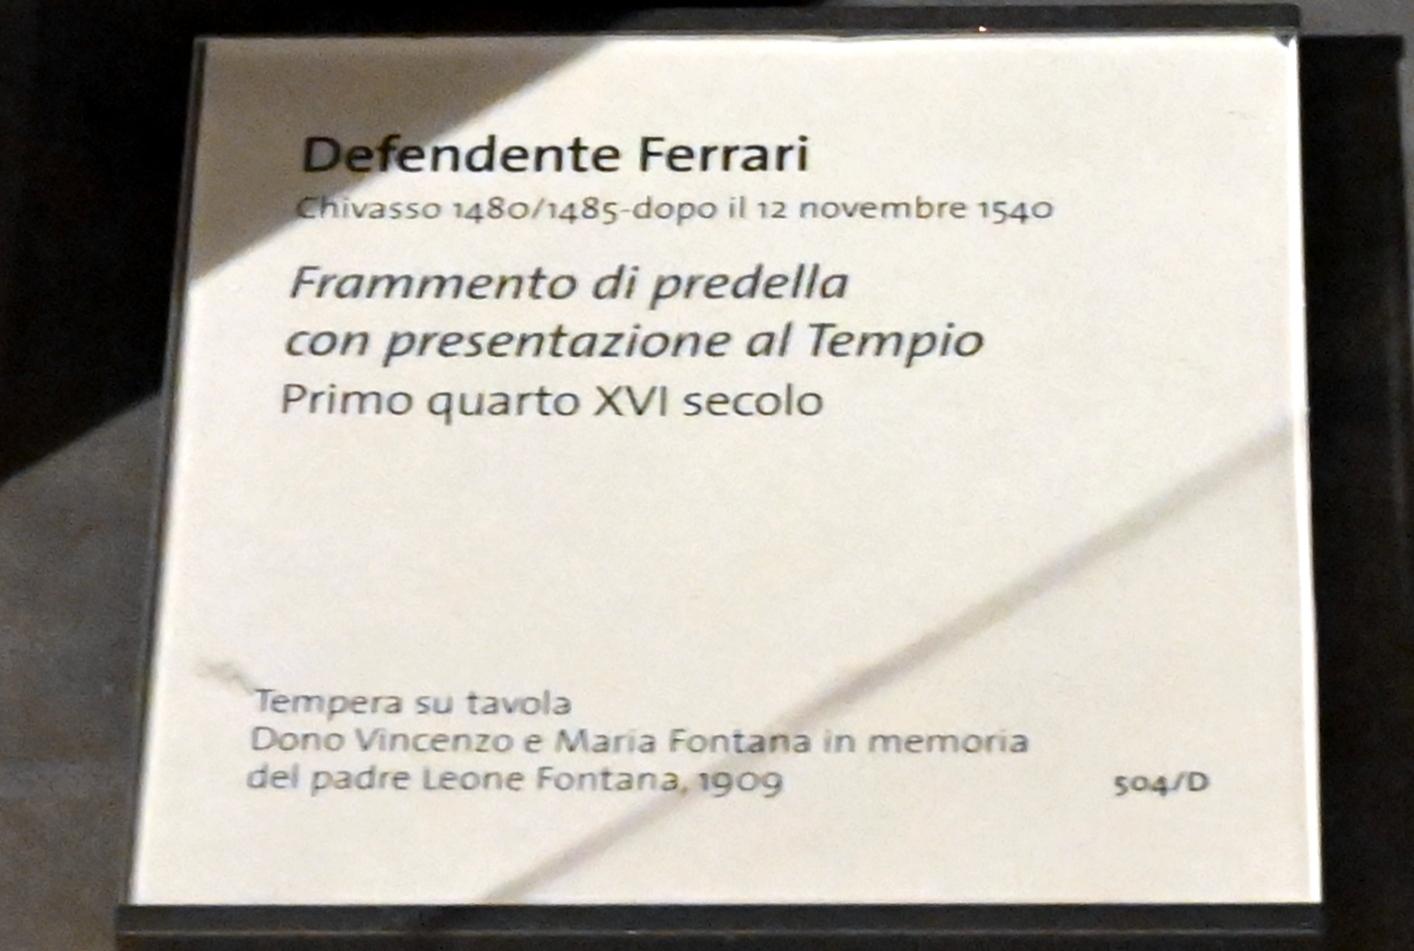 Defendente Ferrari
Chivasso 1480/1485-dopo il 12 novembre 1540
Frammento di predella
con presentazione al Tempio
Primo quarto XVI secolo
Tempera su tavola
Dono Vincenzo e Maria Fontana in memoria
del padre Leone Fontana, 1909
504/D